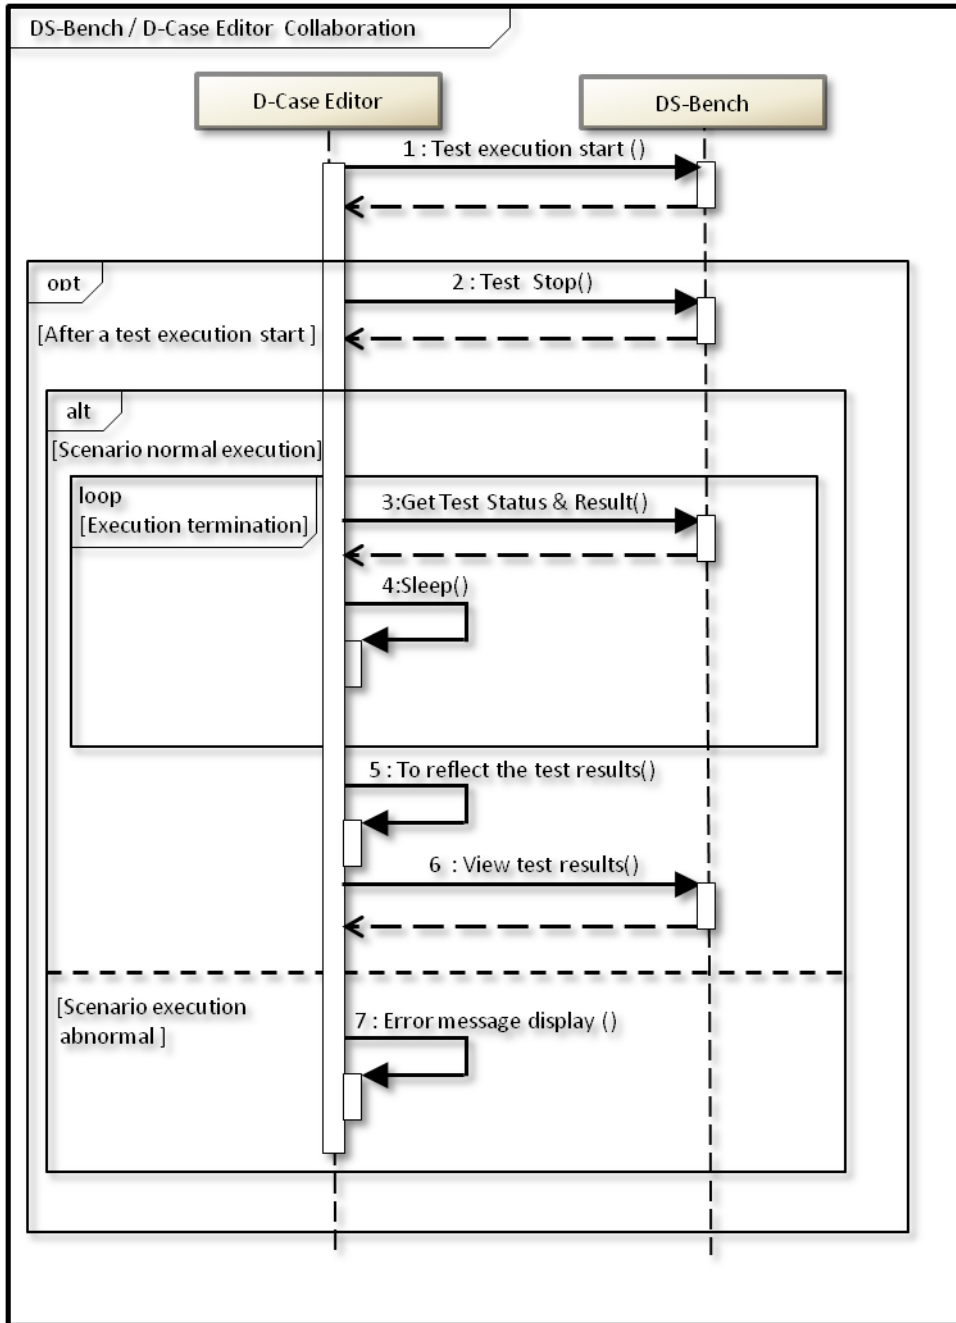 DS-Bench / D-Case Editor Collaboration
D-Case Editor
DS-Bench
1 : Test execution start ()
opt
2 : Test Stop()
[After a test execution start ]
alt
[Scenario normal execution]
loop
[Execution termination]
3:Get Test Status & Result()
4:Sleep()
5 : To reflect the test results()
6 : View test results()
[Scenario execution
abnormal ]
7 : Error message display ()